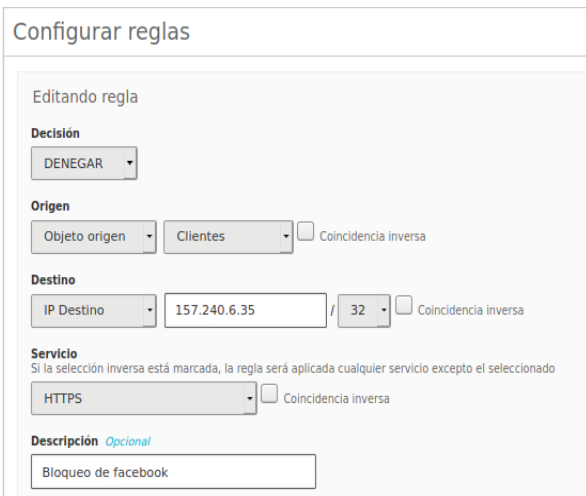 Configurar reglas
Editando regla
Decisión
DENEGAR
Origen
Objeto origen Clientes Coincidencia inversa
Destino
IP Destino 157.240.6.35 / 32 Coincidencia inversa
Servicio
Si la selección inversa está marcada, la regla será aplicada cualquier servicio excepto el seleccionado
HTTPS Coincidencia inversa
Descripción Opcional
Bloqueo de facebook